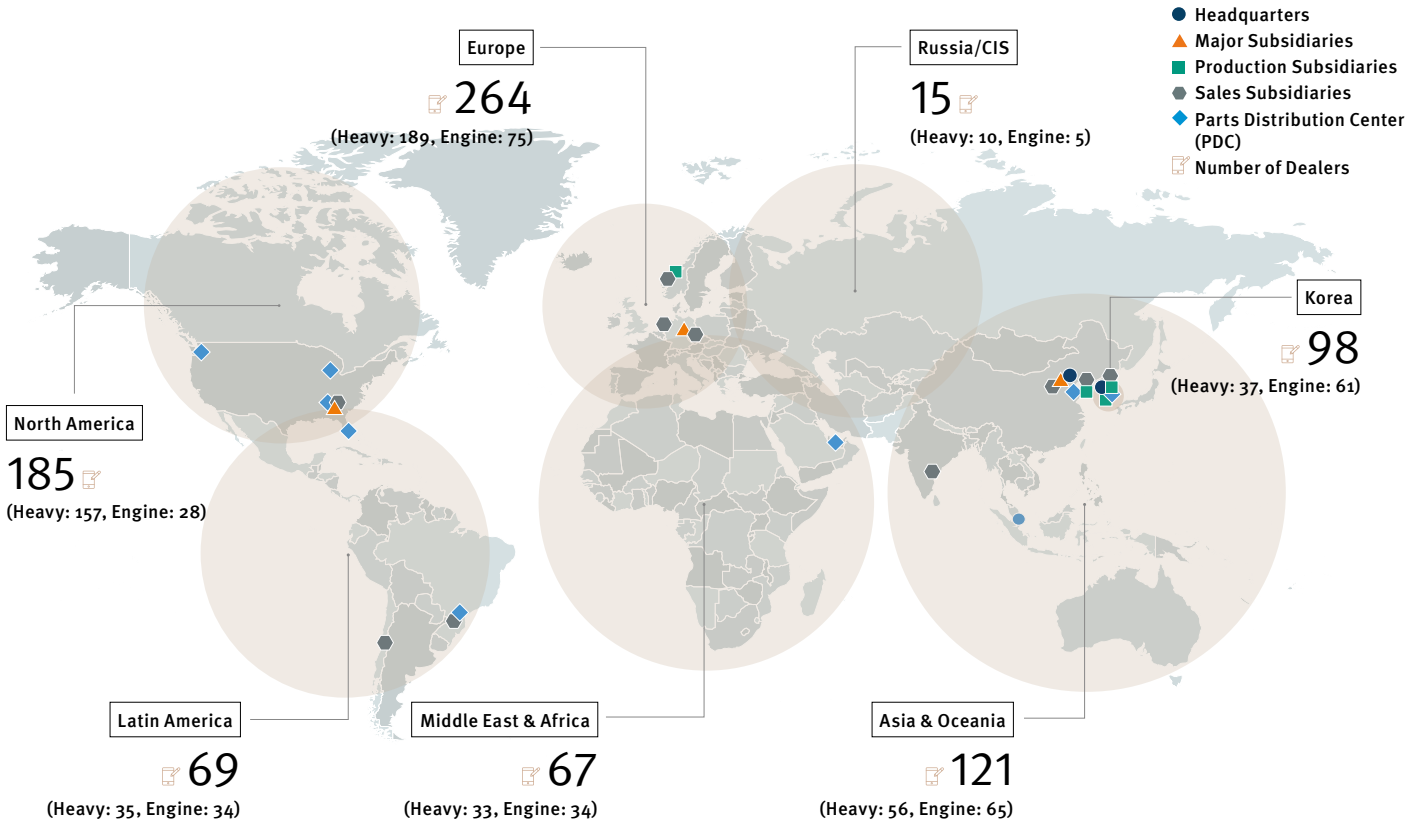 Headquarters
Major Subsidiaries
Production Subsidiaries
Sales Subsidiaries
Parts Distribution Center
(PDC)
Number of Dealers
Europe
264
(Heavy: 189, Engine: 75)
Russia/CIS
15
(Heavy: 10, Engine: 5)
Korea
98
(Heavy: 37, Engine: 61)
North America
185
(Heavy: 157, Engine: 28)
Latin America
69
(Heavy: 35, Engine: 34)
Middle East & Africa
67
(Heavy: 33, Engine: 34)
Asia & Oceania
121
(Heavy: 56, Engine: 65)